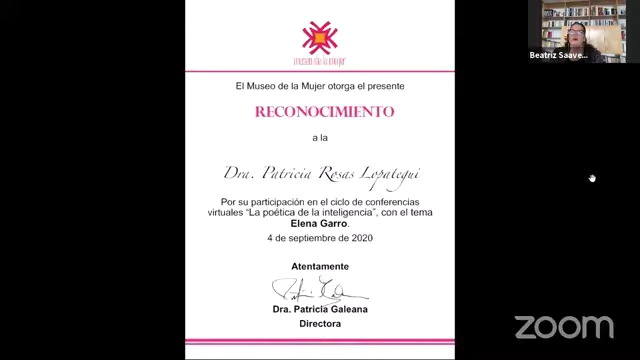 museo de la mujer
El Museo de la Mujer otorga el presente
RECONOCIMIENTO
a la
Dra. Patricia Rosas Lopategui
Por su participación en el ciclo de conferencias
virtuales "La poética de la inteligencia", con el tema
Elena Garro.
4 de septiembre de 2020
Atentamente
Dra. Patricia Galeana
Directora
Beatriz Saave...
zoom